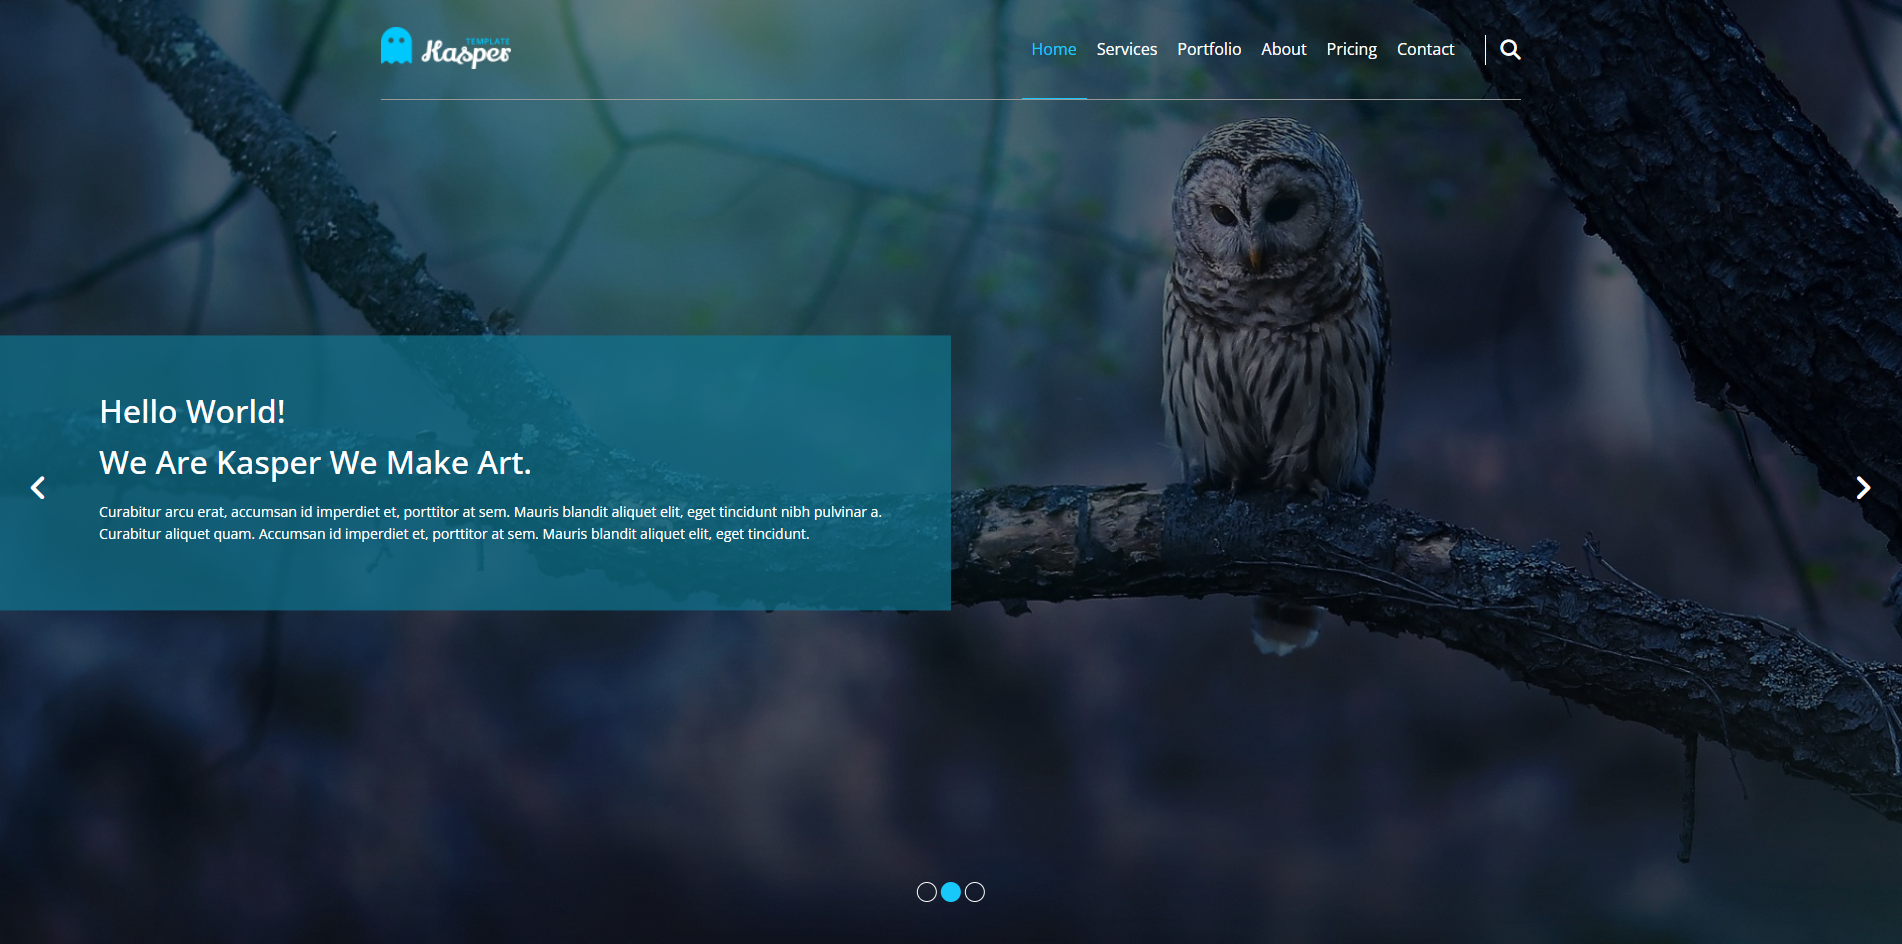 TEMPLATE
Kasper
Home Services Portfolio About Pricing Contact
Hello World!
We Are Kasper We Make Art.
Curabitur arcu erat, accumsan id imperdiet et, porttitor at sem. Mauris blandit aliquet elit, eget tincidunt nibh pulvinar a.
Curabitur aliquet quam. Accumsan id imperdiet et, porttitor at sem. Mauris blandit aliquet elit, eget tincidunt.